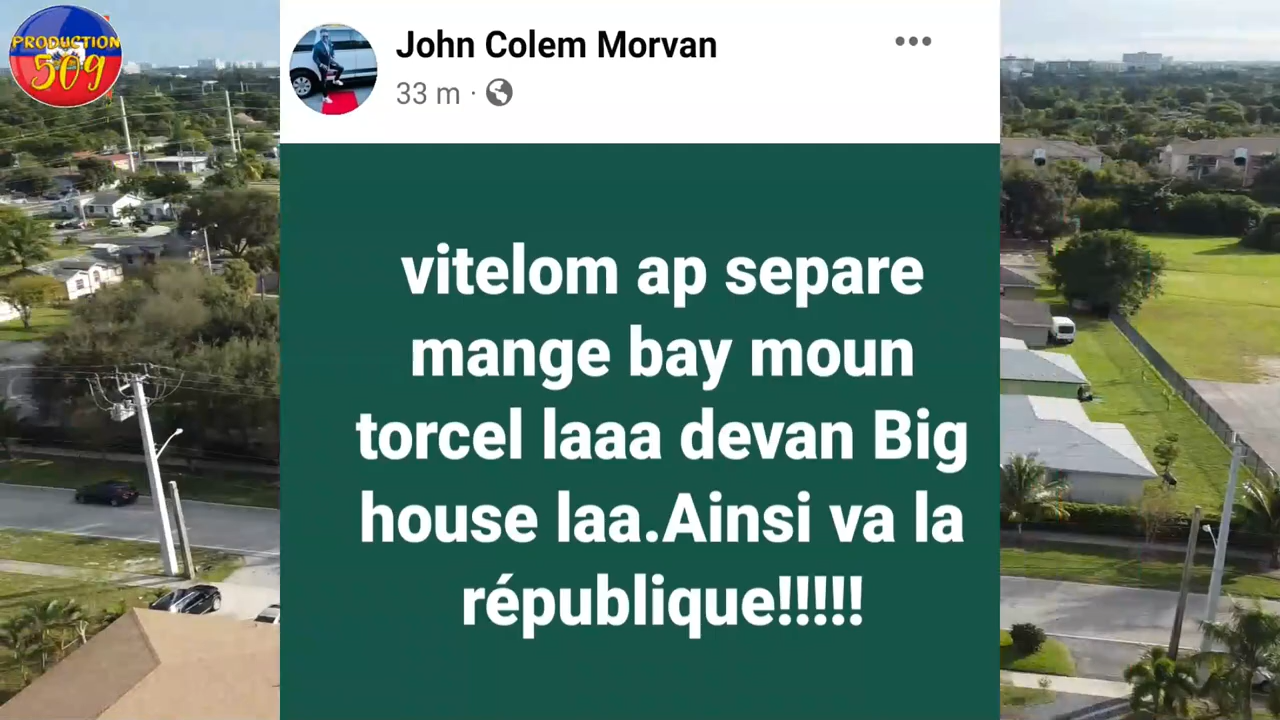 PRODUCTION
509
John Colem Morvan
33 m ·
vitelom ap separe
mange bay moun
torcel laaa devan Big
house laa.Ainsi va la
république!!!!!